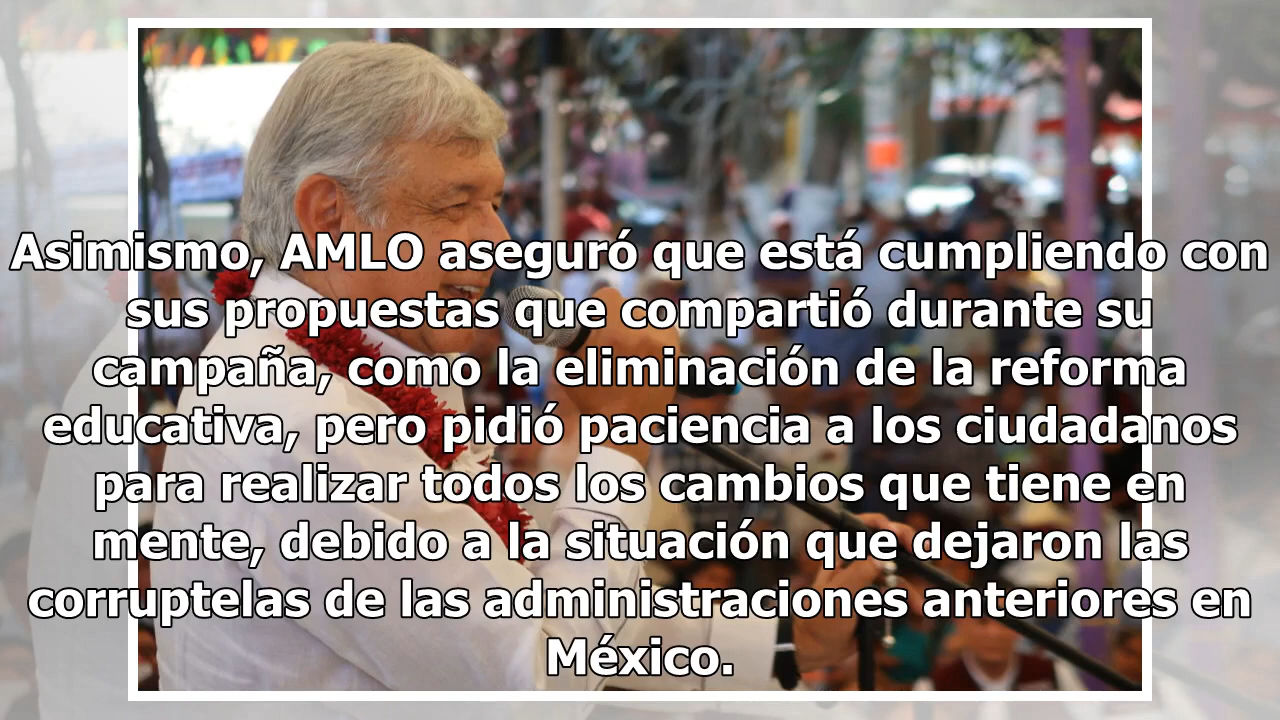 Asimismo, AMLO aseguró que está cumpliendo con
sus propuestas que compartió durante su
campaña, como la eliminación de la reforma
educativa, pero pidió paciencia a los ciudadanos
para realizar todos los cambios que tiene en
mente, debido a la situación que dejaron las
corruptelas de las administraciones anteriores en
México.